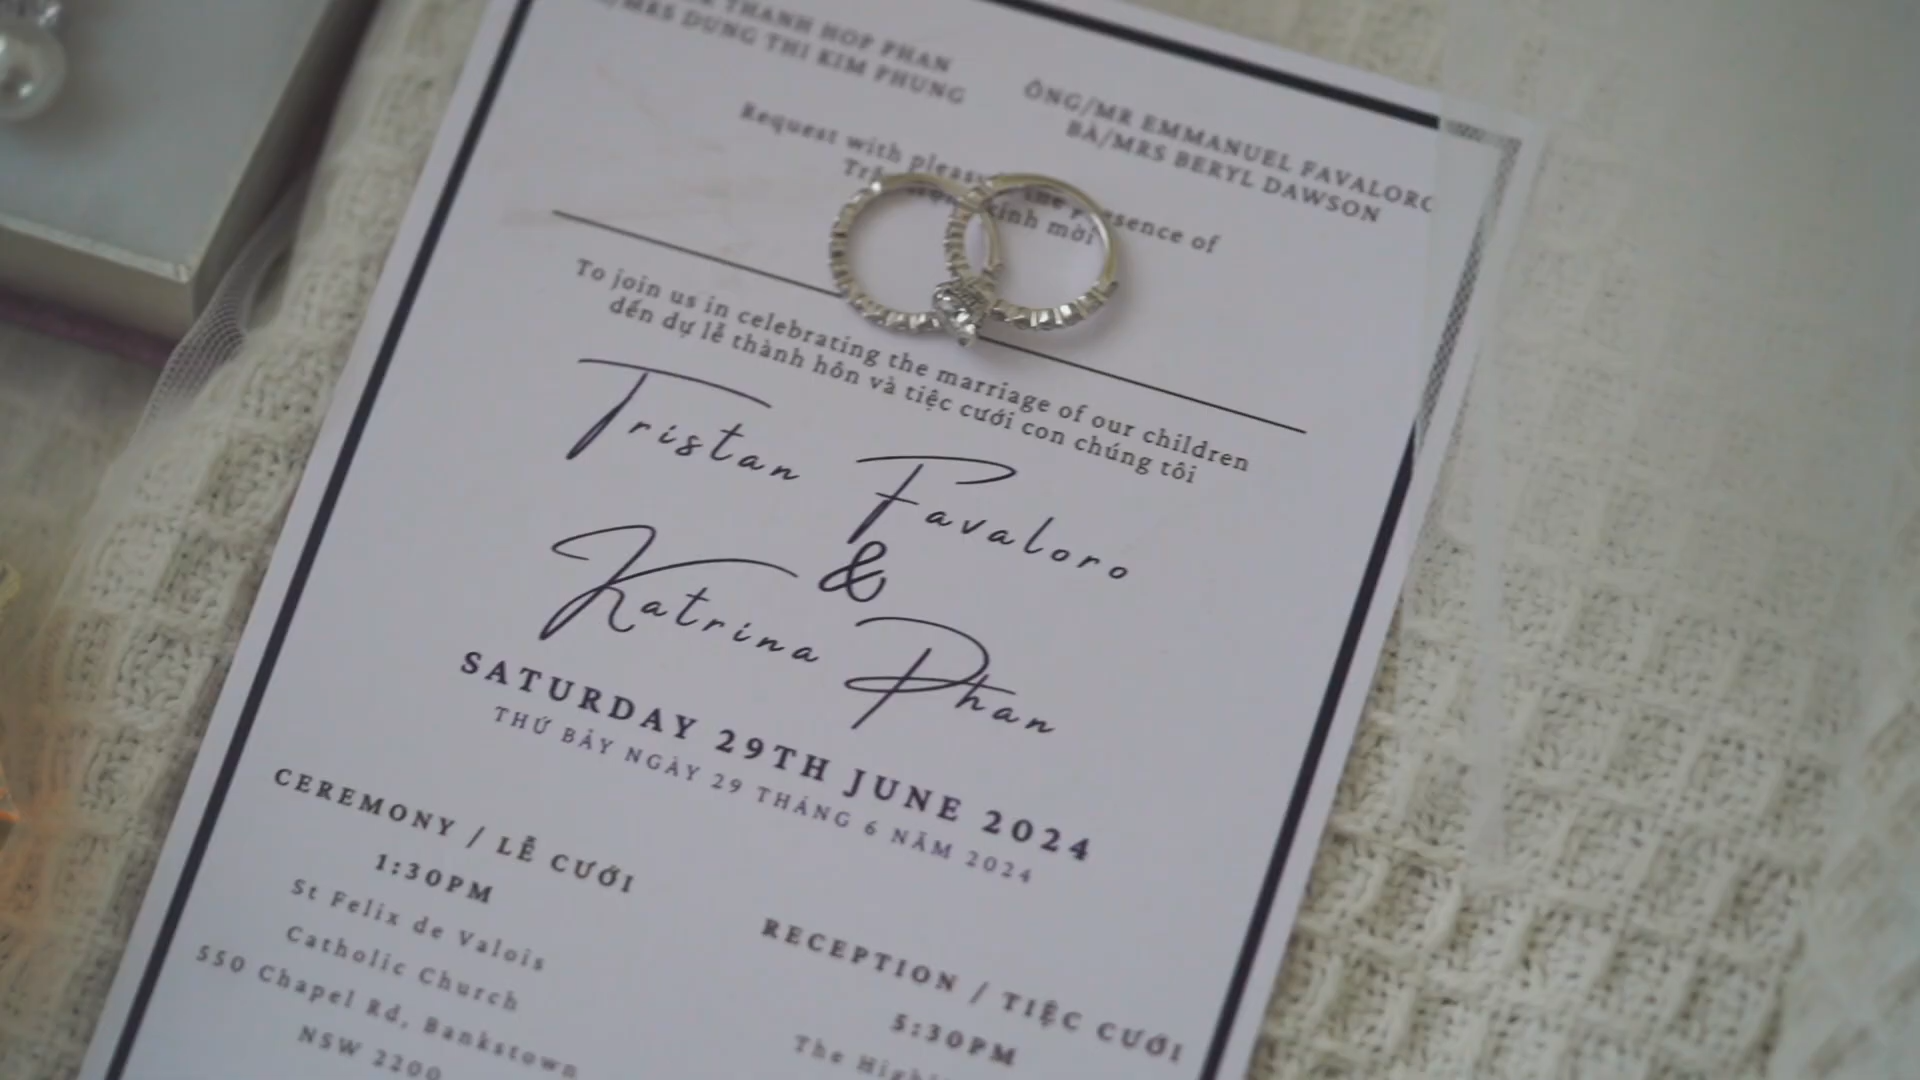 THANH HOP PHAN
/MRS DUNG THI KIM PHUNG
ÔNG/MR EMMANUEL FAVALORO
BÀ/MRS BERYL DAWSON
Request with the of
kính mời
To join us in celebrating the marriage of our children
đến dự lễ thành hôn và tiệc cưới con chúng tôi
Tristan Favaloro
&
Katrina Phan
SATURDAY 29TH JUNE 2024
THỨ BẢY NGÀY 29 THÁNG 6 NĂM 2024
CEREMONY / LỄ CƯỚI
1:30PM
St Felix de Valois
Catholic Church
550 Chapel Rd, Bankstown
NSW 2200
RECEPTION / TIỆC CƯỚI
5:30PM
The